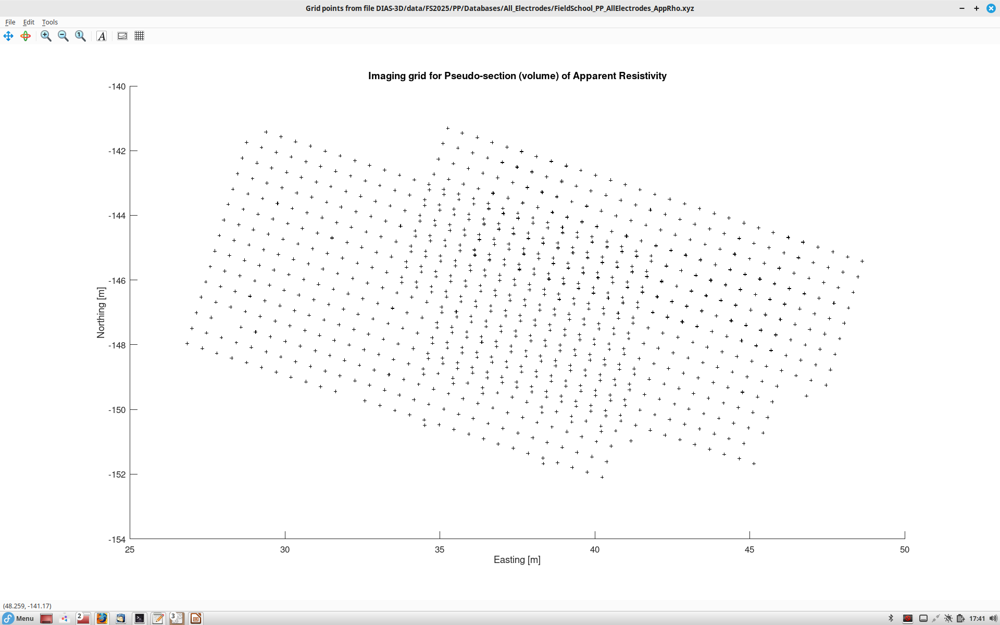 Grid points from file DIAS-3D/data/FS2025/PP/Databases/All_Electrodes/FieldSchool_PP_AllElectrodes_AppRho.xyz
File Edit Tools
A
Imaging grid for Pseudo-section (volume) of Apparent Resistivity
-140
-142
-144
-146
-148
-150
-152
-154
Northing [m]
25 30 35 40 45 50
Easting [m]
(48.259, -141.17)
Menu 2 3 17:41